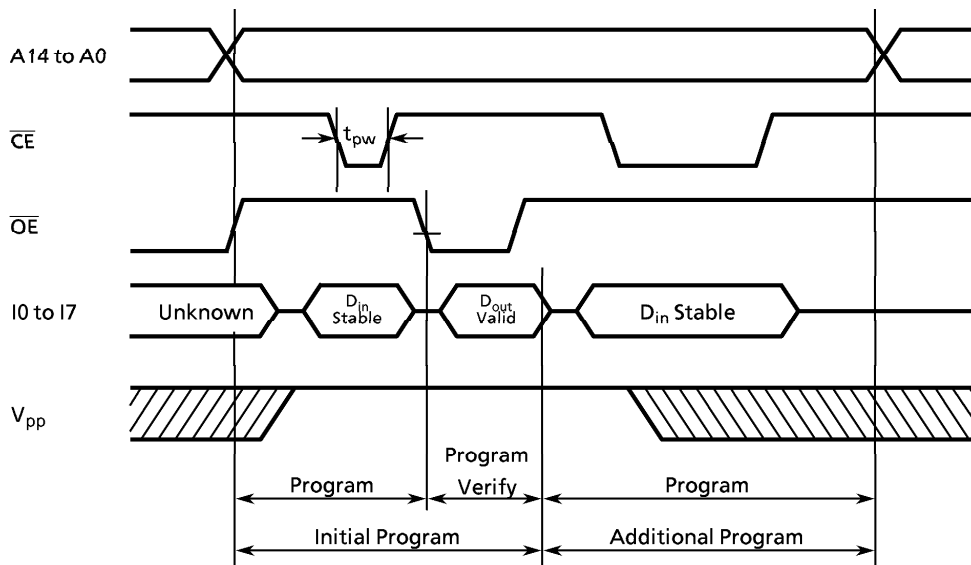 A14 to A0
CE
tpw
OE
I0 to I7
Unknown
Din
Stable
Dout
Valid
Din Stable
Vpp
Program
Program
Verify
Program
Initial Program
Additional Program